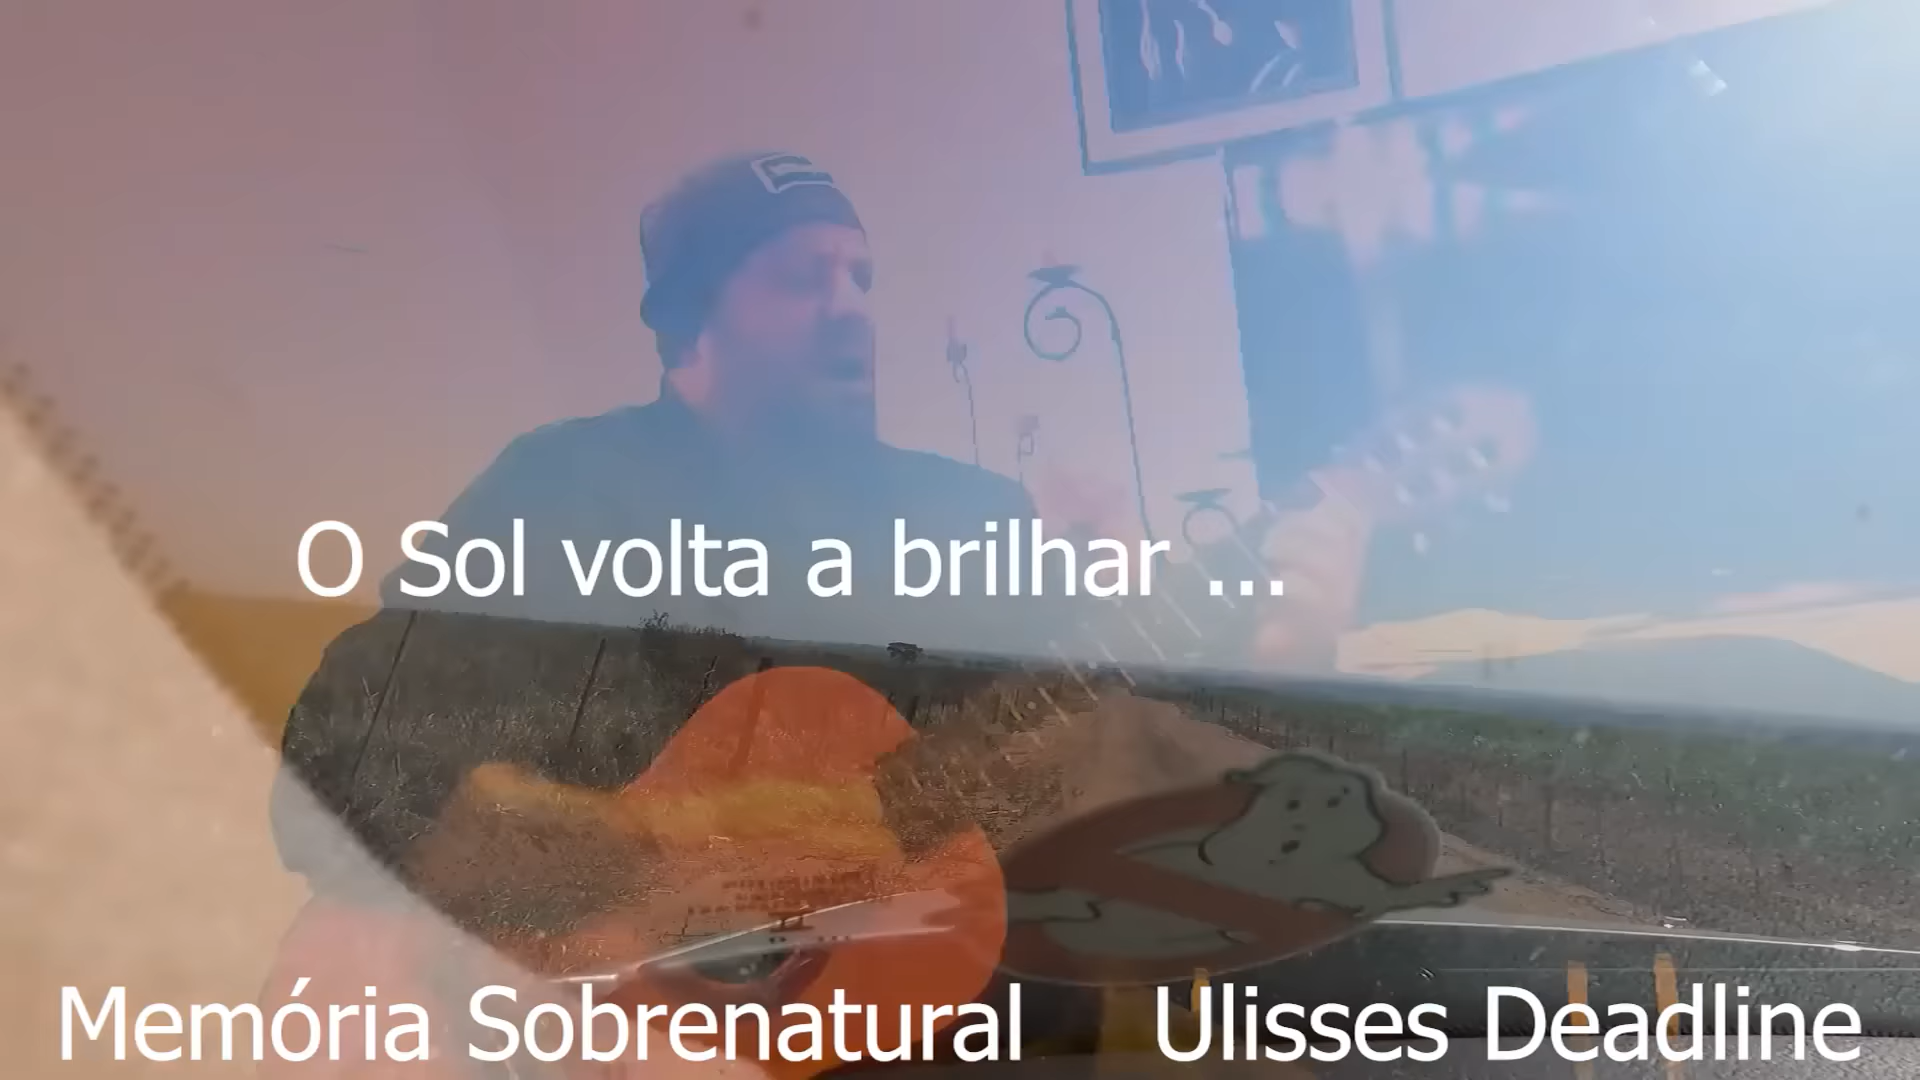 O Sol volta a brilhar ...
Memória Sobrenatural Ulisses Deadline